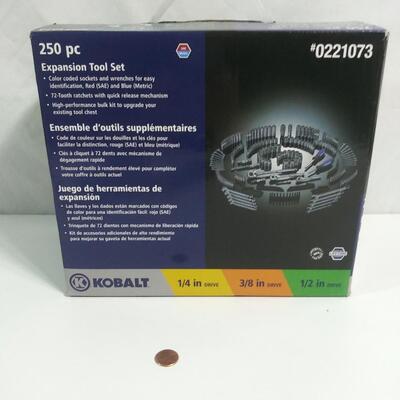 250 pc
#0221073
Expansion Tool Set
• Color coded sockets and wrenches for easy
identification, Red (SAE) and Blue (Metric)
• 72-Tooth ratchets with quick release mechanism
• High-performance bulk kit to upgrade your
existing tool chest
Ensemble d'outils supplémentaires
• Code de couleur sur les douilles et les clés pour
faciliter la distinction, rouge (SAE) et bleu (métrique)
• Clés à cliquet à 72 dents avec mécanisme de
dégagement rapide
• Trousse d'outils à rendement élevé pour compléter
votre coffre à outils actuel
Juego de herramientas de
expansión
• Las llaves y los dados están marcados con códigos
de color para una identificación fácil: rojo (SAE)
y azul (métricos)
• Trinquete de 72 dientes con mecanismo de liberación rápida
• Kit de accesorios adicionales de alto rendimiento
para mejorar su gaveta de herramientas actual
K KOBALT
1/4 in DRIVE
3/8 in DRIVE
1/2 in DRIVE